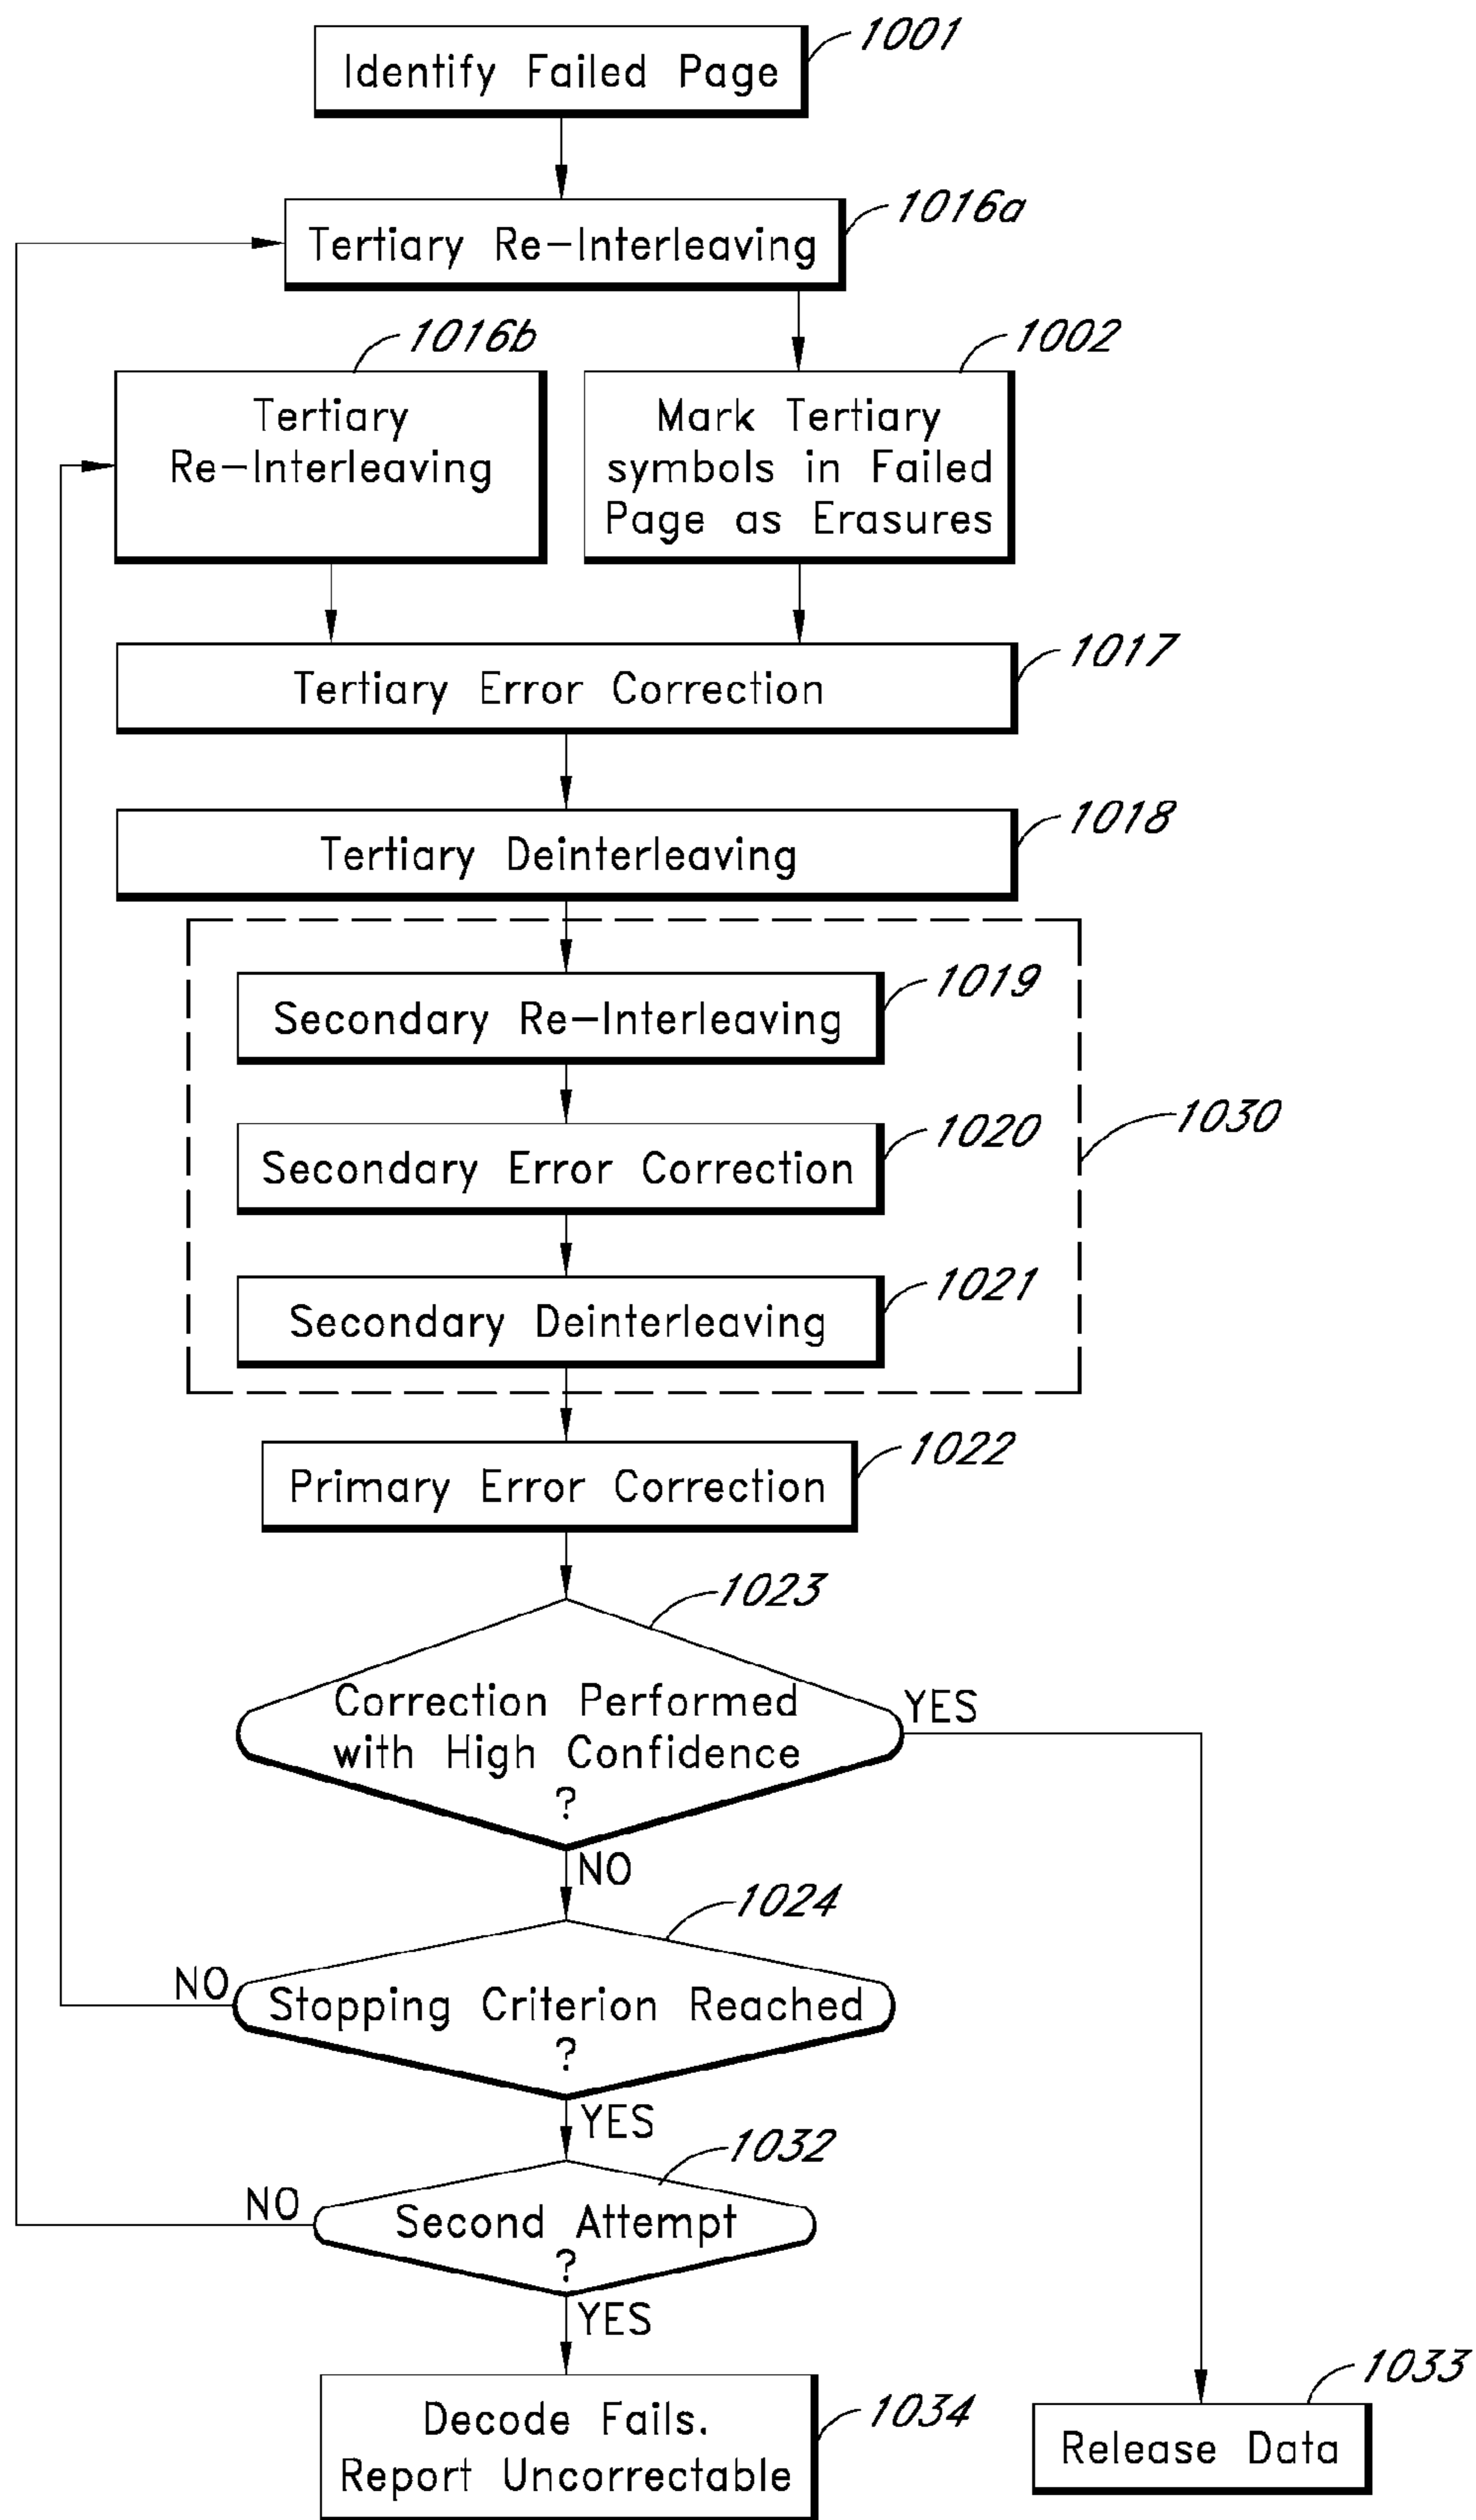 1001
Identify Failed Page
1016a
Tertiary Re-Interleaving
1016b
1002
Tertiary
Re-Interleaving
Mark Tertiary
symbols in Failed
Page as Erasures
1017
Tertiary Error Correction
1018
Tertiary Deinterleaving
1019
Secondary Re-Interleaving
1020
1030
Secondary Error Correction
1021
Secondary Deinterleaving
1022
Primary Error Correction
1023
Correction Performed
with High Confidence
?
YES
NO
1024
Stopping Criterion Reached
?
NO
YES
1032
Second Attempt
?
NO
YES
1034
Decode Fails.
Report Uncorrectable
1033
Release Data